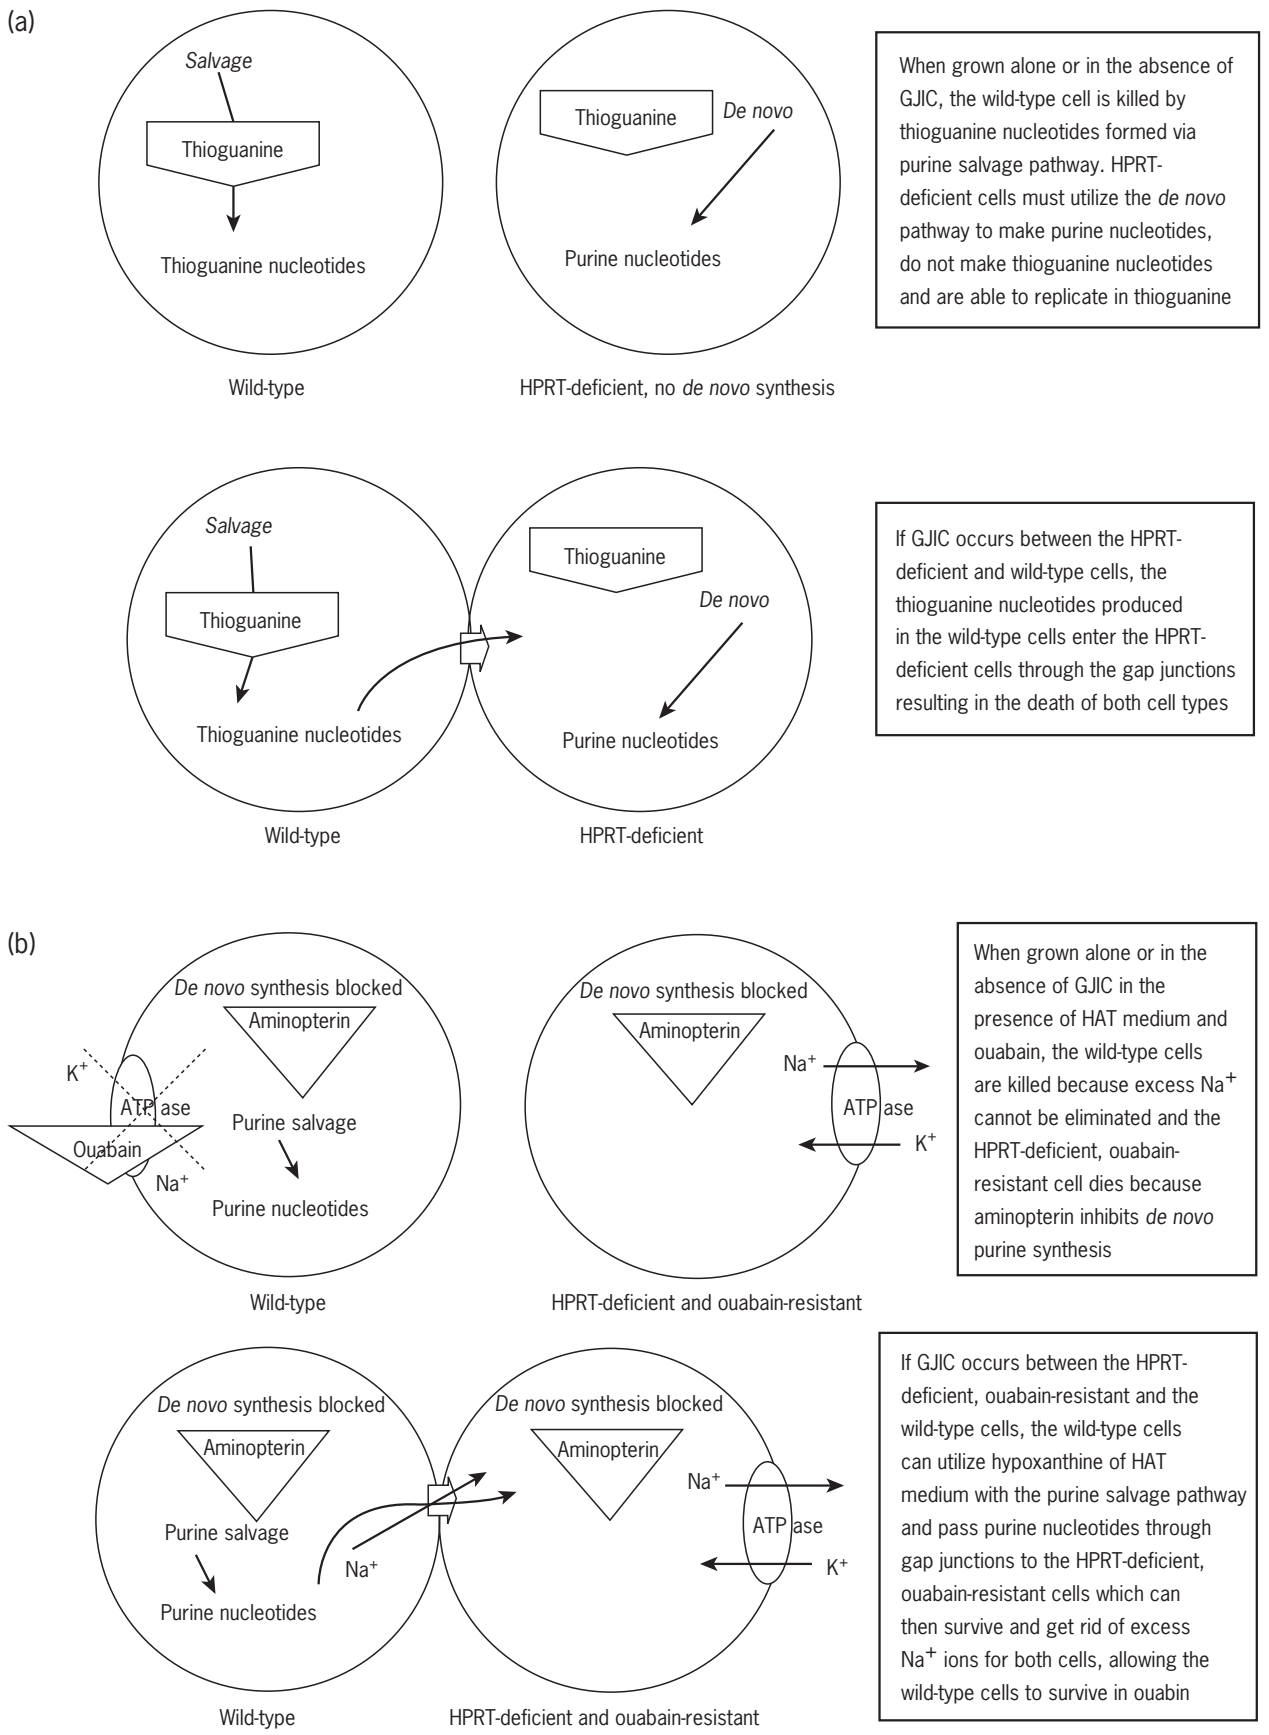 (a)
Salvage
Thioguanine
Thioguanine nucleotides
Wild-type
Thioguanine
De novo
Purine nucleotides
HPRT-deficient, no de novo synthesis
When grown alone or in the absence of
GJIC, the wild-type cell is killed by
thioguanine nucleotides formed via
purine salvage pathway. HPRT-
deficient cells must utilize the de novo
pathway to make purine nucleotides,
do not make thioguanine nucleotides
and are able to replicate in thioguanine
Salvage
Thioguanine
Thioguanine nucleotides
Wild-type
Thioguanine
De novo
Purine nucleotides
HPRT-deficient
If GJIC occurs between the HPRT-
deficient and wild-type cells, the
thioguanine nucleotides produced
in the wild-type cells enter the HPRT-
deficient cells through the gap junctions
resulting in the death of both cell types
(b)
De novo synthesis blocked
Aminopterin
K+
ATP ase
Ouabain
Na+
Purine salvage
Purine nucleotides
Wild-type
De novo synthesis blocked
Aminopterin
Na+
ATP ase
K+
HPRT-deficient and ouabain-resistant
When grown alone or in the
absence of GJIC in the
presence of HAT medium and
ouabain, the wild-type cells
are killed because excess Na+
cannot be eliminated and the
HPRT-deficient, ouabain-
resistant cell dies because
aminopterin inhibits de novo
purine synthesis
De novo synthesis blocked
Aminopterin
Purine salvage
Na+
Purine nucleotides
Wild-type
De novo synthesis blocked
Aminopterin
Na+
ATP ase
K+
HPRT-deficient and ouabain-resistant
If GJIC occurs between the HPRT-
deficient, ouabain-resistant and the
wild-type cells, the wild-type cells
can utilize hypoxanthine of HAT
medium with the purine salvage pathway
and pass purine nucleotides through
gap junctions to the HPRT-deficient,
ouabain-resistant cells which can
then survive and get rid of excess
Na+ ions for both cells, allowing the
wild-type cells to survive in ouabin